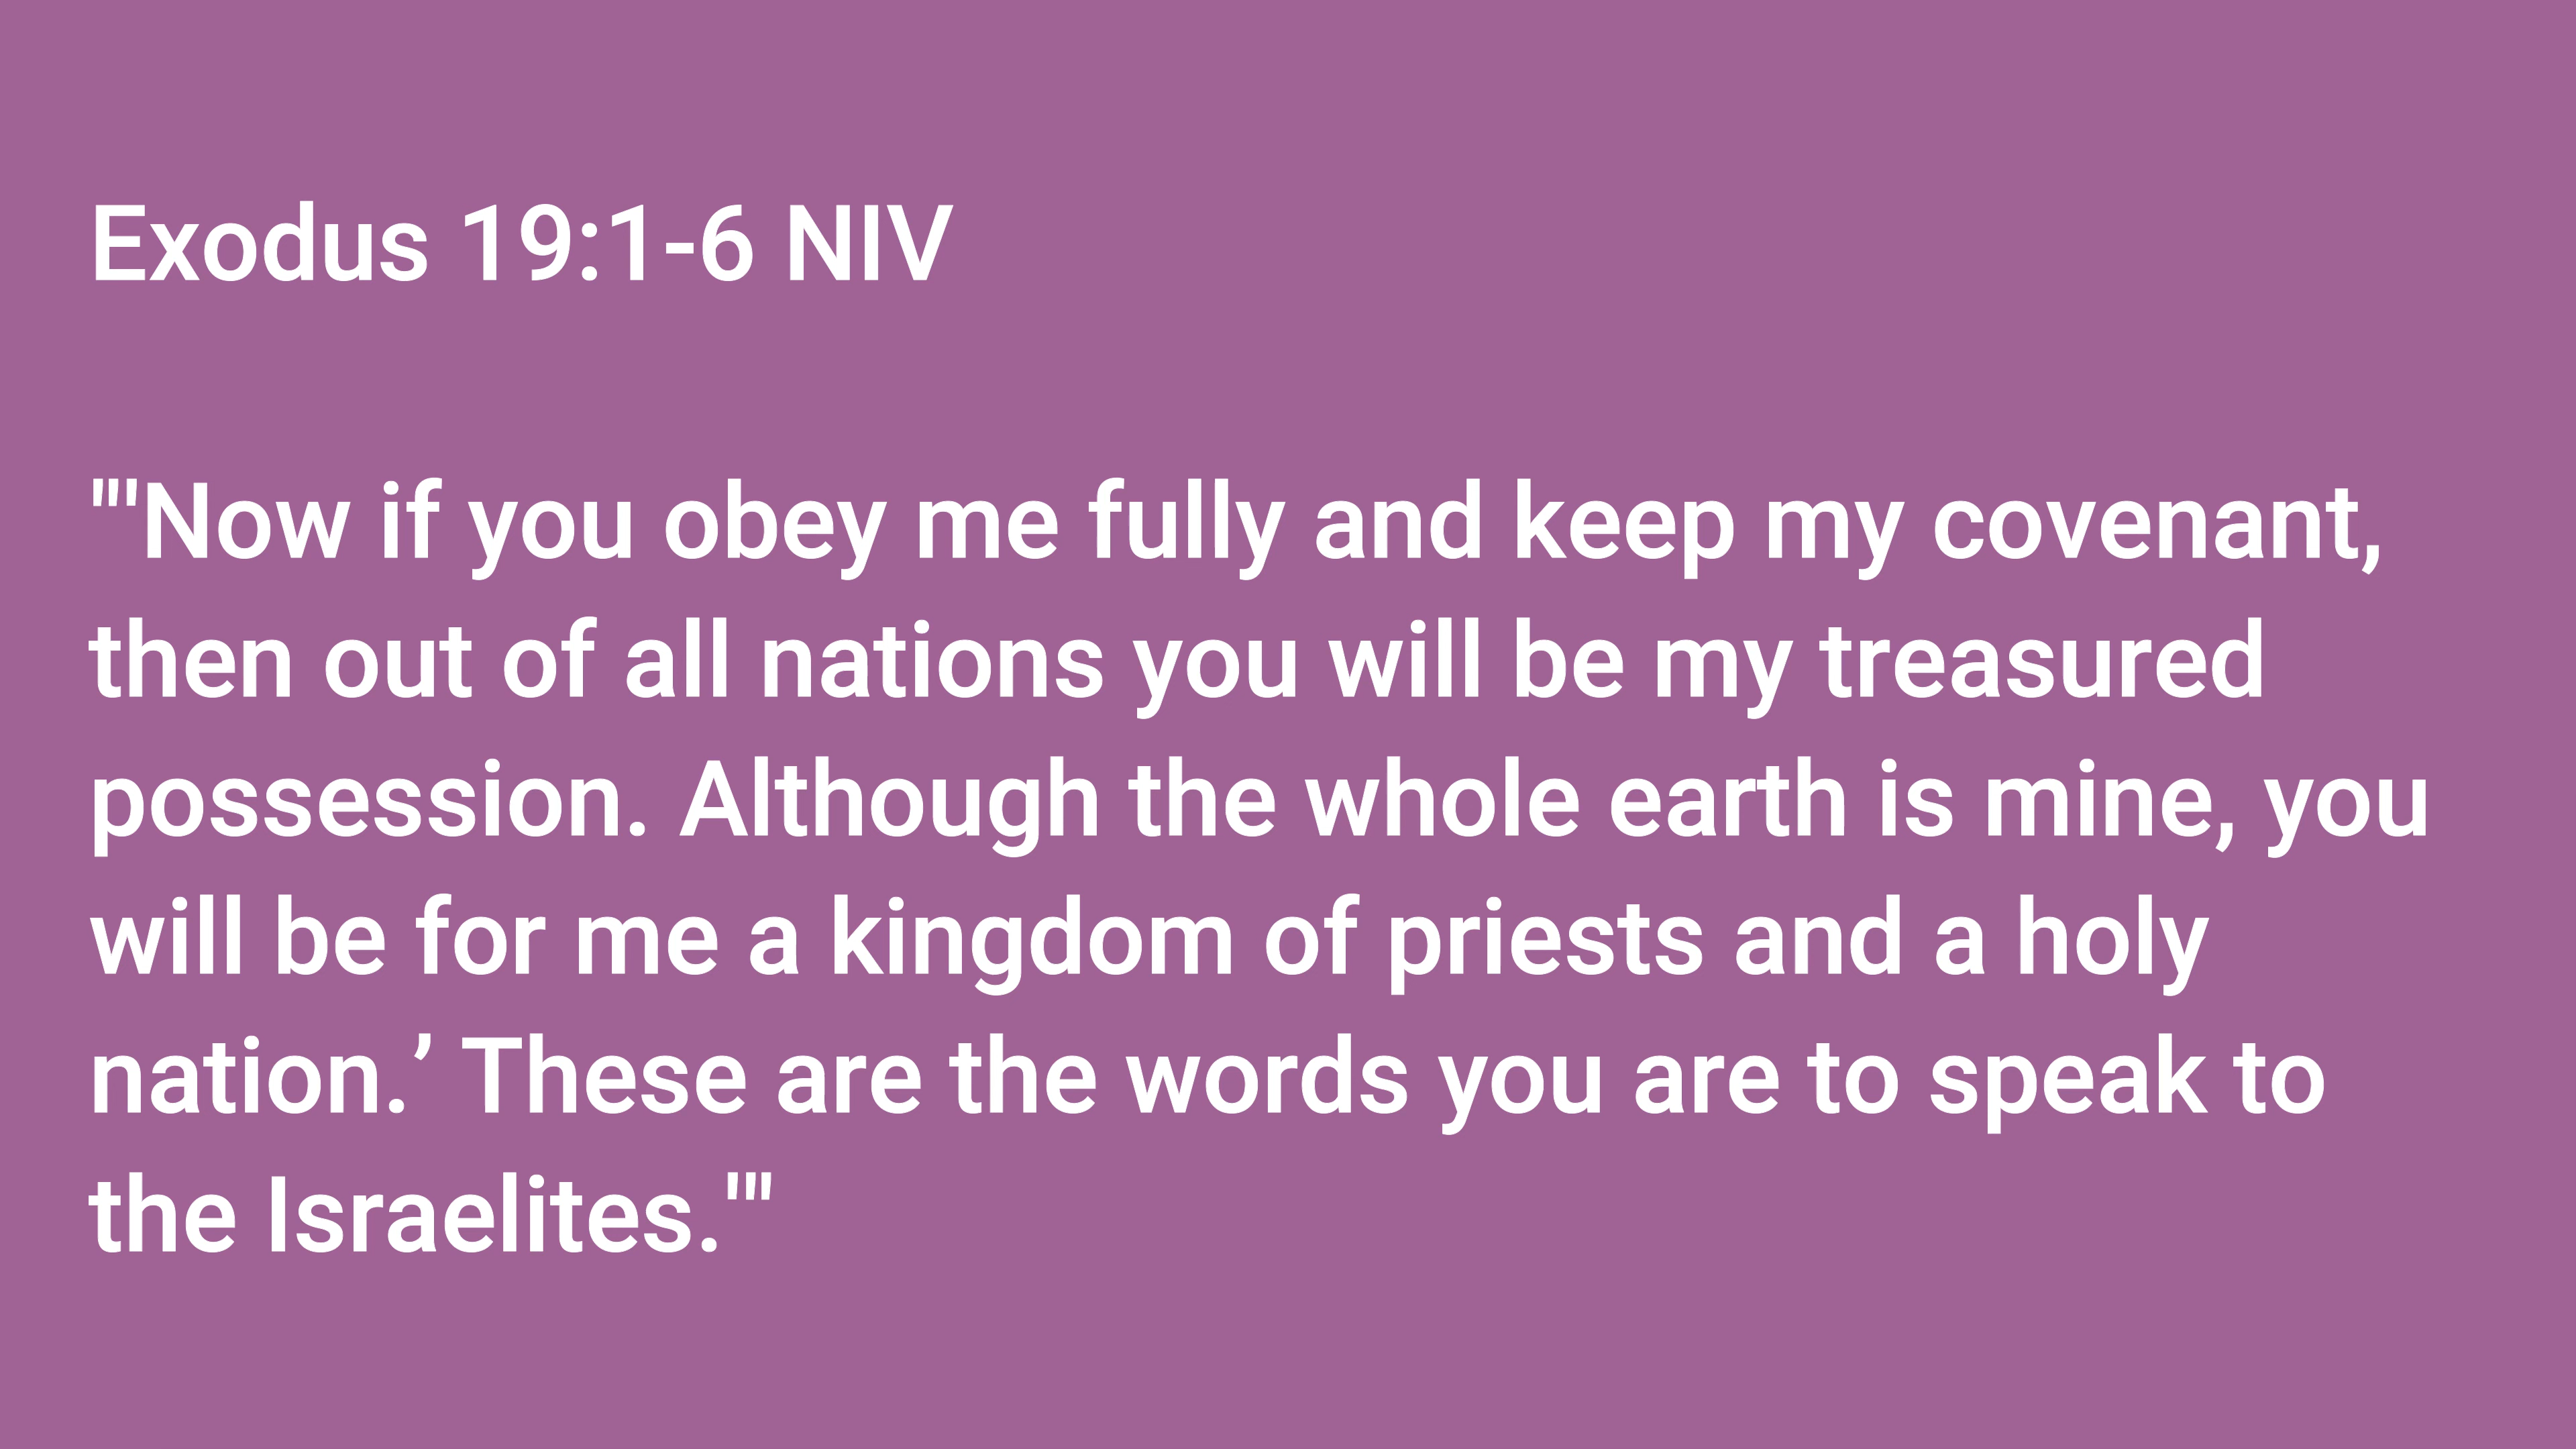 Exodus 19:1-6 NIV
"'Now if you obey me fully and keep my covenant,
then out of all nations you will be my treasured
possession. Although the whole earth is mine, you
will be for me a kingdom of priests and a holy
nation.’ These are the words you are to speak to
the Israelites.'"